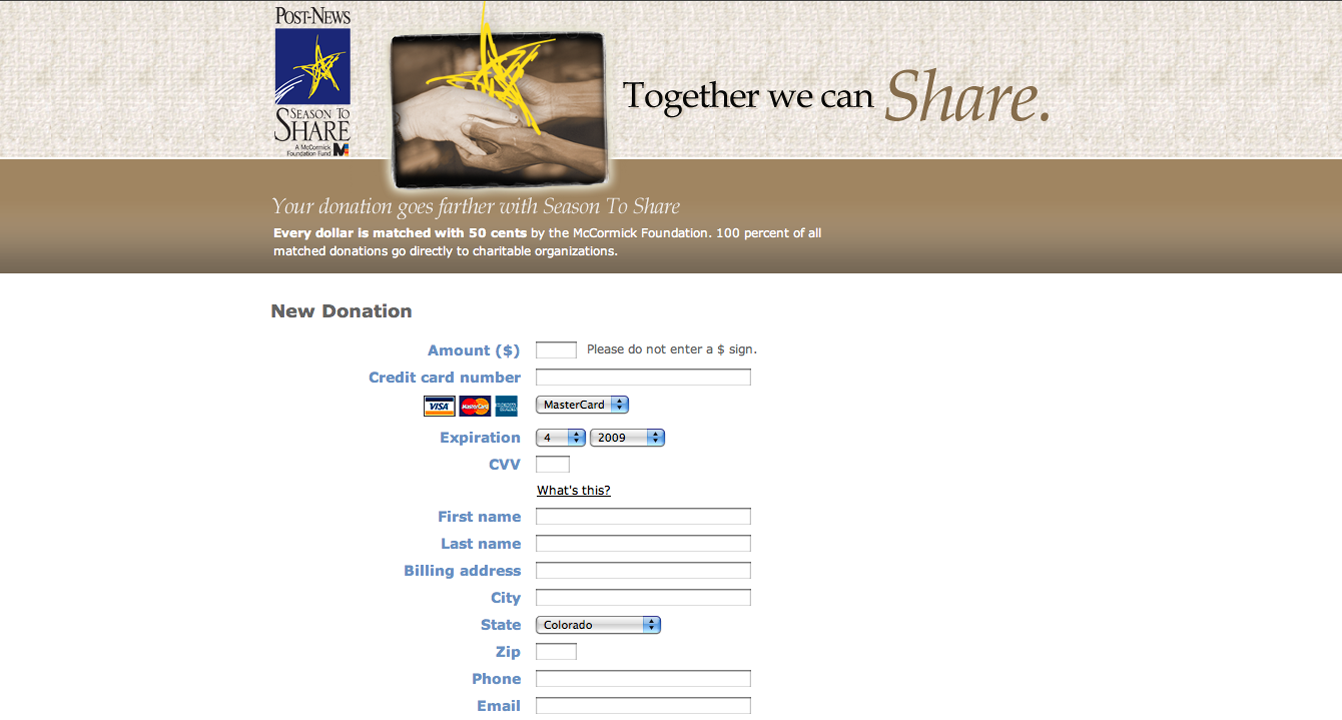 POST-NEWS
SEASON TO
SHARE
A McCormick
Foundation Fund M
Together we can Share.
Your donation goes farther with Season To Share
Every dollar is matched with 50 cents by the McCormick Foundation. 100 percent of all
matched donations go directly to charitable organizations.
New Donation
Amount ($) Please do not enter a $ sign.
Credit card number
VISA MasterCard MasterCard
Expiration 4 2009
CVV
What's this?
First name
Last name
Billing address
City
State Colorado
Zip
Phone
Email